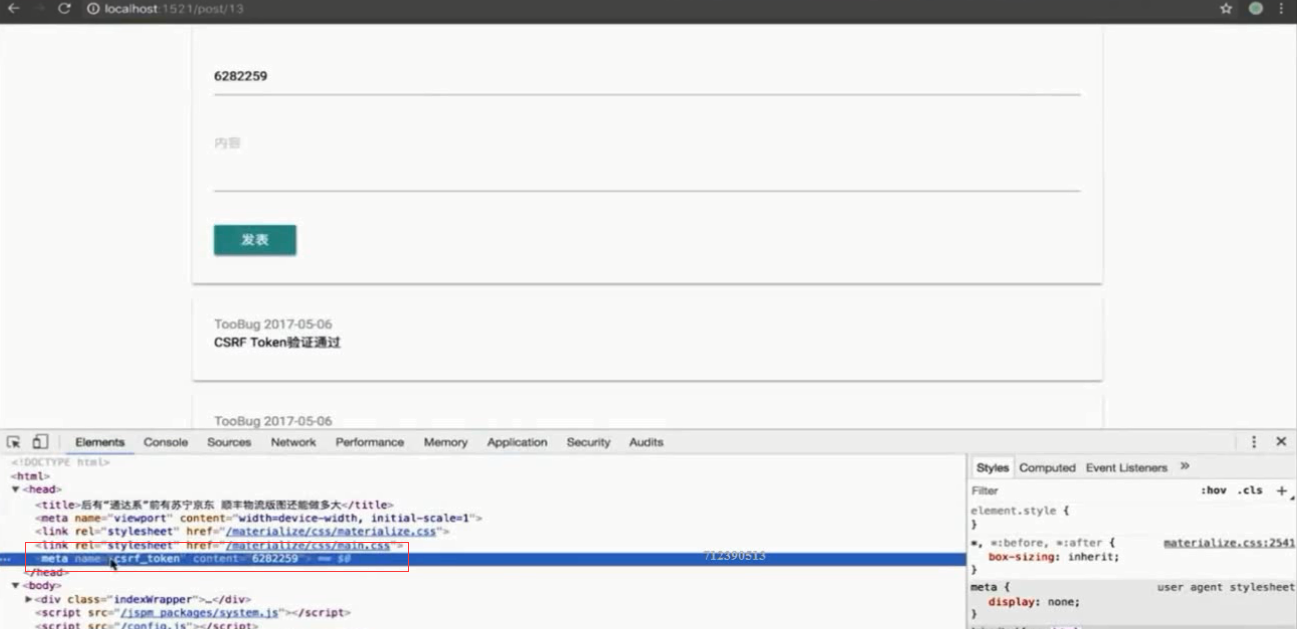 localhost:1521/post/13
6282259
内容
发表
TooBug 2017-05-06
CSRF Token验证通过
TooBug 2017-05-06
Elements Console Sources Network Performance Memory Application Security Audits
<!DOCTYPE html>
<html>
▼<head>
<title>后有“通达系”前有苏宁京东 顺丰物流版图还能做多大</title>
<meta name="viewport" content="width=device-width, initial-scale=1">
<link rel="stylesheet" href="/materialize/css/materialize.css">
<link rel="stylesheet" href="/materialize/css/main.css">
<meta name="csrf_token" content="6282259"> == $0
712390513
</head>
▼<body>
▶<div class="indexWrapper">…</div>
<script src="/jspm_packages/system.js"></script>
<script src="/config.js"></script>
Styles Computed Event Listeners »
Filter :hov .cls +
element.style {
}
*, *:before, *:after { materialize.css:2541
box-sizing: inherit;
}
meta { user agent stylesheet
display: none;
}